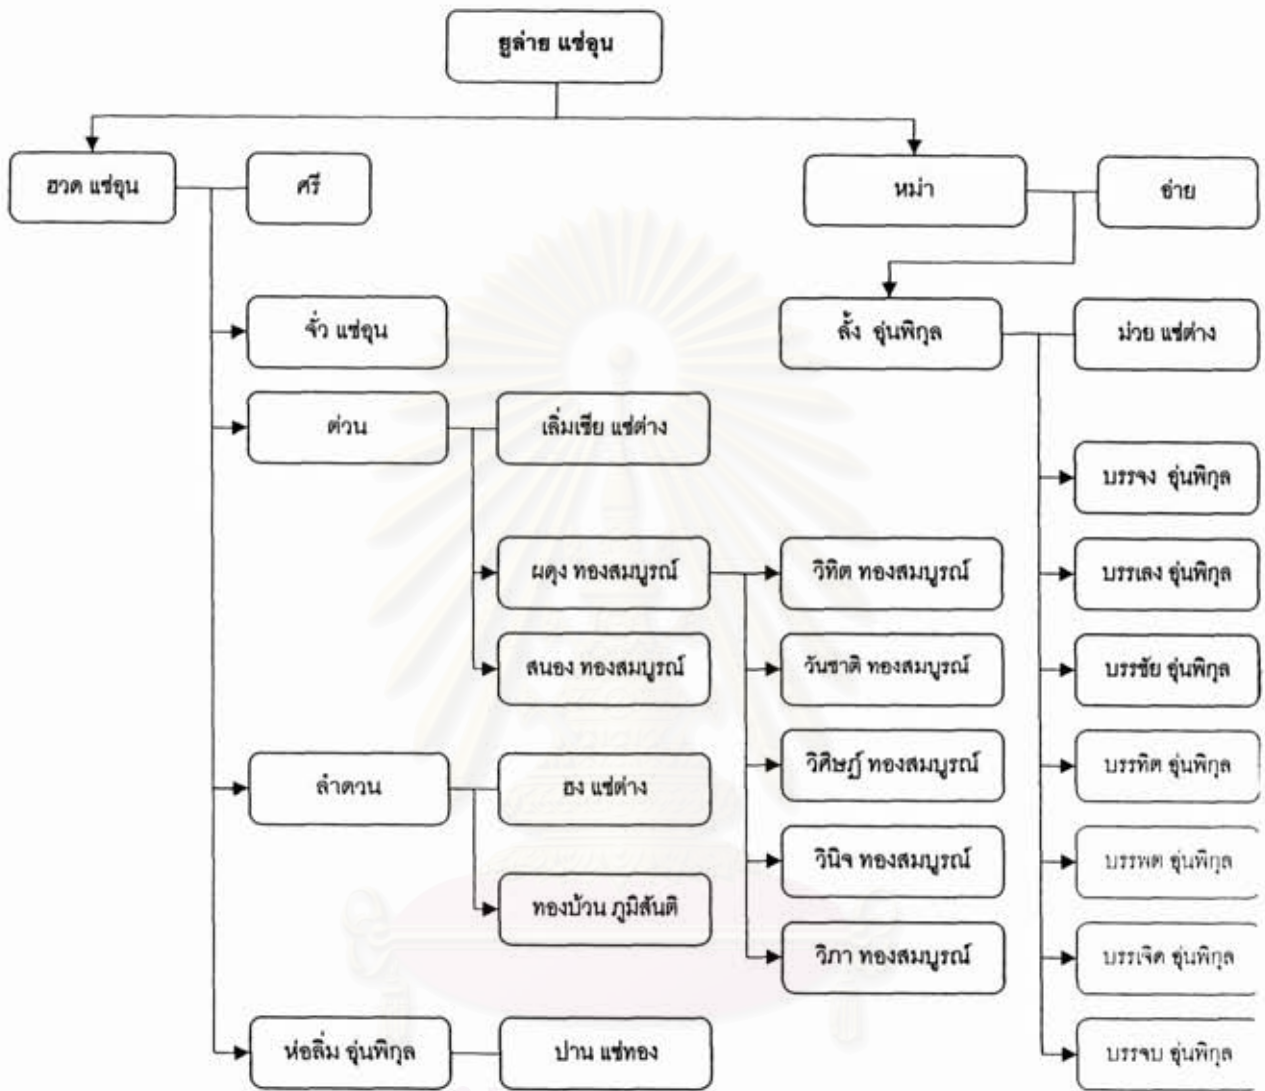 ยูล่าย แซ่อุน
ฮวด แซ่อุน
ศรี
หม่า
อ่าย
จั่ว แซ่อุน
ลั้ง อุ่นพิกุล
ม่วย แซ่ต่าง
ต่วน
เลิ่มเซีย แซ่ต่าง
บรรจง อุ่นพิกุล
ผดุง ทองสมบูรณ์
วิทิต ทองสมบูรณ์
บรรเลง อุ่นพิกุล
สนอง ทองสมบูรณ์
วันชาติ ทองสมบูรณ์
บรรชัย อุ่นพิกุล
ลำดวน
ฮง แซ่ต่าง
วิศิษฎ์ ทองสมบูรณ์
บรรทิต อุ่นพิกุล
วินิจ ทองสมบูรณ์
บรรพต อุ่นพิกุล
ทองบ้วน ภูมิสันติ
วิภา ทองสมบูรณ์
บรรเจิด อุ่นพิกุล
ห่อลิ่ม อุ่นพิกุล
ปาน แซ่ทอง
บรรจบ อุ่นพิกุล